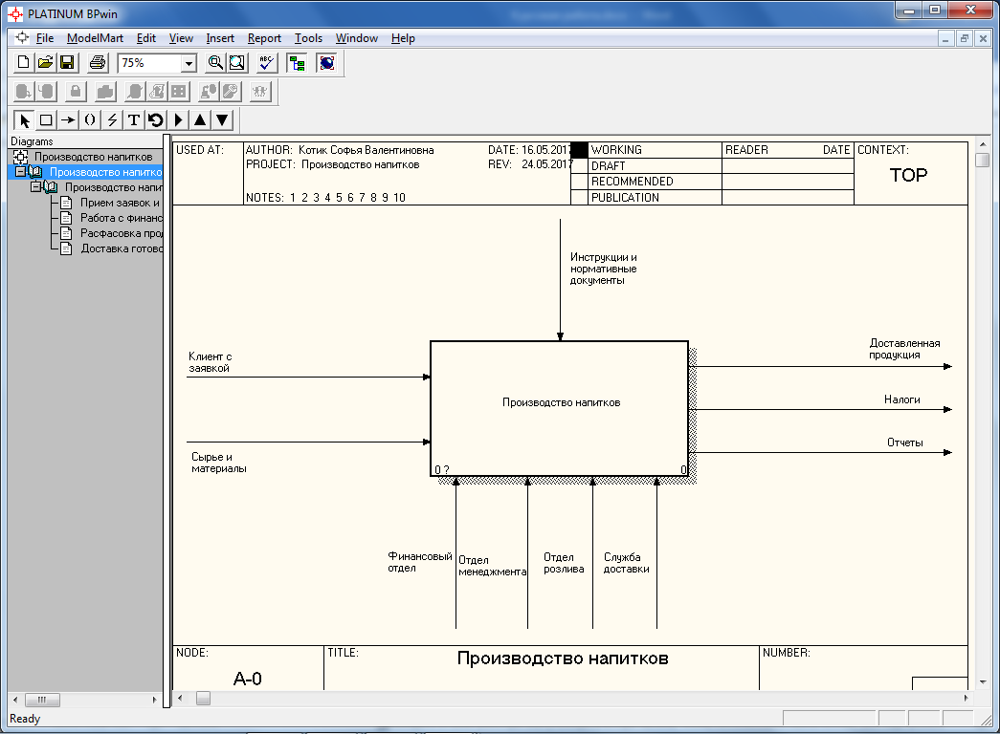 PLATINUM BPwin
File ModelMart Edit View Insert Report Tools Window Help
75%
ABC
T
Diagrams
Производство напитков
Производство напитко
Производство напит
Прием заявок и
Работа с финанс
Расфасовка про
Доставка готово
USED AT:
AUTHOR: Котик Софья Валентиновна
DATE: 16.05.2017
PROJECT: Производство напитков
REV: 24.05.2017
NOTES: 1 2 3 4 5 6 7 8 9 10
WORKING
DRAFT
RECOMMENDED
PUBLICATION
READER DATE
CONTEXT:
TOP
Инструкции и
нормативные
документы
Клиент с
заявкой
Сырье и
материалы
Производство напитков
0 ? 0
Доставленная
продукция
Налоги
Отчеты
Финансовый
отдел
Отдел
менеджмента
Отдел
розлива
Служба
доставки
NODE:
A-0
TITLE:
Производство напитков
NUMBER:
Ready